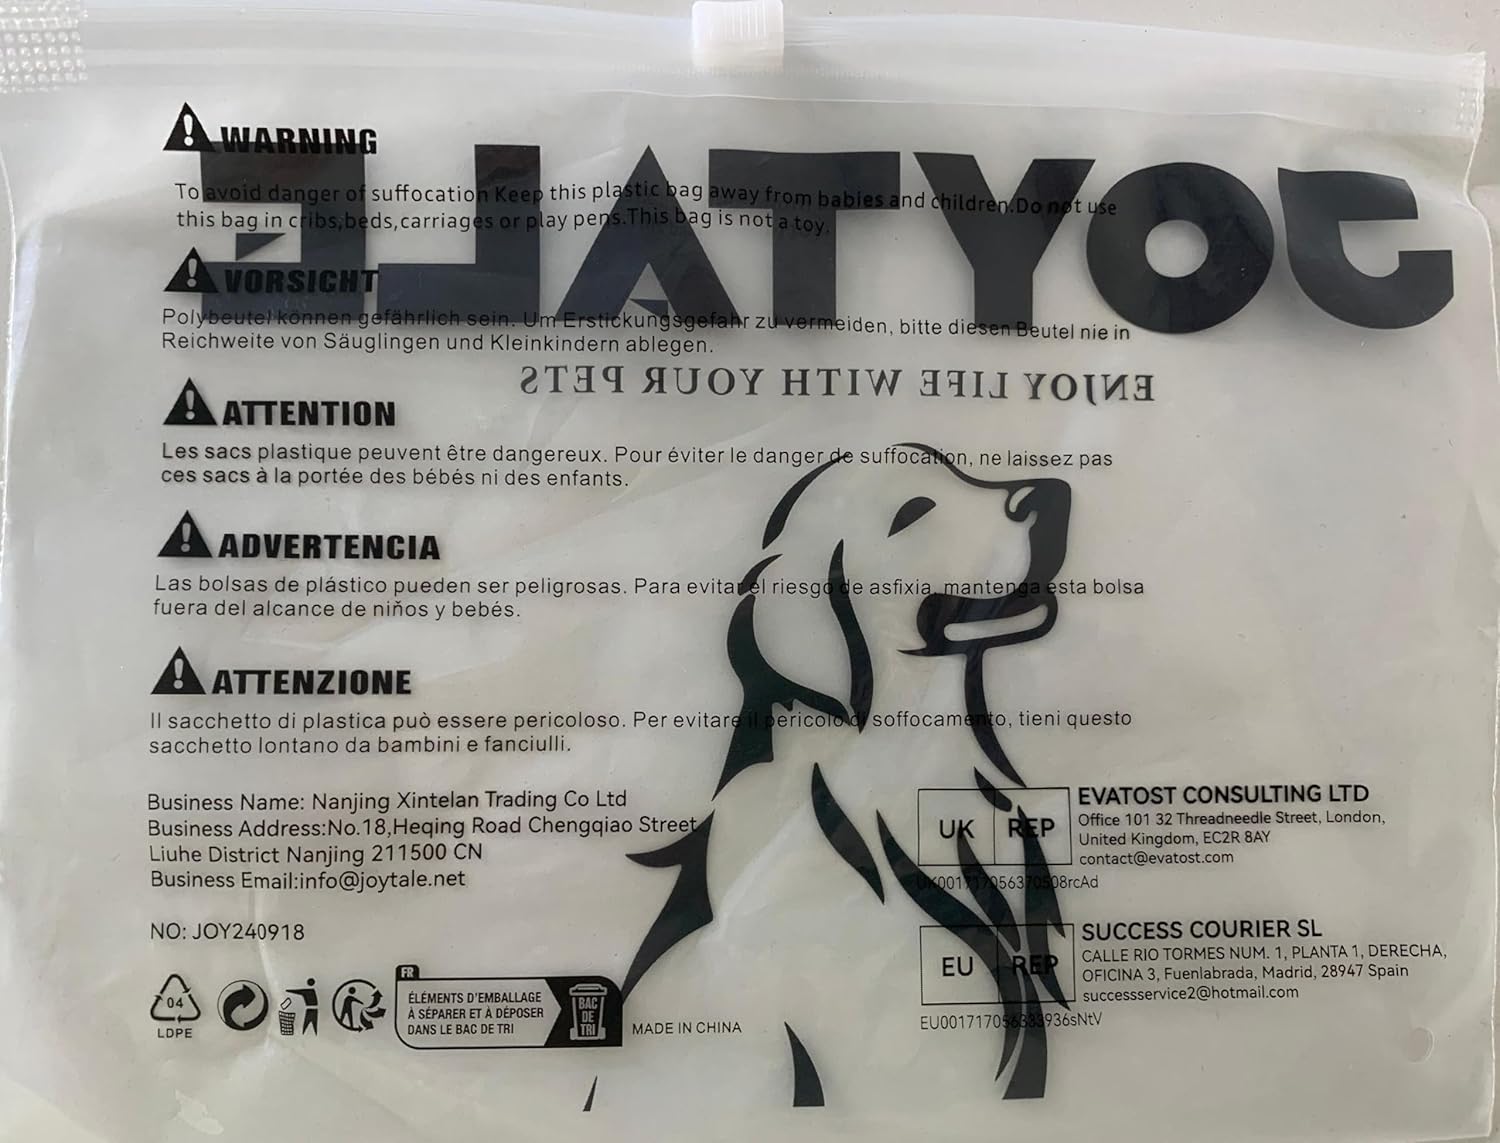 WARNING
JOYTALE
To avoid danger of suffocation Keep this plastic bag away from babies and children.Do not use
this bag in cribs,beds,carriages or play pens.This bag is not a toy.
VORSICHT
Polybeutel können gefährlich sein. Um Erstickungsgefahr zu vermeiden, bitte diesen Beutel nie in
Reichweite von Säuglingen und Kleinkindern ablegen.
ENJOY LIFE WITH YOUR PETS
ATTENTION
Les sacs plastique peuvent être dangereux. Pour éviter le danger de suffocation, ne laissez pas
ces sacs à la portée des bébés ni des enfants.
ADVERTENCIA
Las bolsas de plástico pueden ser peligrosas. Para evitar el riesgo de asfixia, mantenga esta bolsa
fuera del alcance de niños y bebés.
ATTENZIONE
Il sacchetto di plastica può essere pericoloso. Per evitare il pericolo di soffocamento, tieni questo
sacchetto lontano da bambini e fanciulli.
Business Name: Nanjing Xintelan Trading Co Ltd
Business Address:No.18,Heqing Road Chengqiao Street,
Liuhe District Nanjing 211500 CN
Business Email:info@joytale.net
NO: JOY240918
04
LDPE
FR
ÉLÉMENTS D'EMBALLAGE
À SÉPARER ET À DÉPOSER
DANS LE BAC DE TRI
BAC
DE
TRI
MADE IN CHINA
UK REP
EVATOST CONSULTING LTD
Office 101 32 Threadneedle Street, London,
United Kingdom, EC2R 8AY
contact@evatost.com
EU REP
SUCCESS COURIER SL
CALLE RIO TORMES NUM. 1, PLANTA 1, DERECHA,
OFICINA 3, Fuenlabrada, Madrid, 28947 Spain
successservice2@hotmail.com